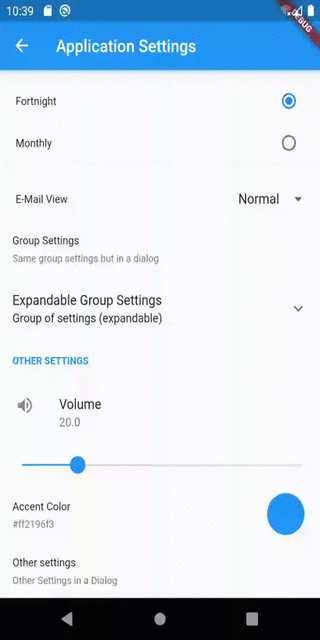 10:39
DEBUG
Application Settings
Fortnight
Monthly
E-Mail View Normal
Group Settings
Same group settings but in a dialog
Expandable Group Settings
Group of settings (expandable)
OTHER SETTINGS
Volume
20.0
Accent Color
#ff2196f3
Other settings
Other Settings in a Dialog